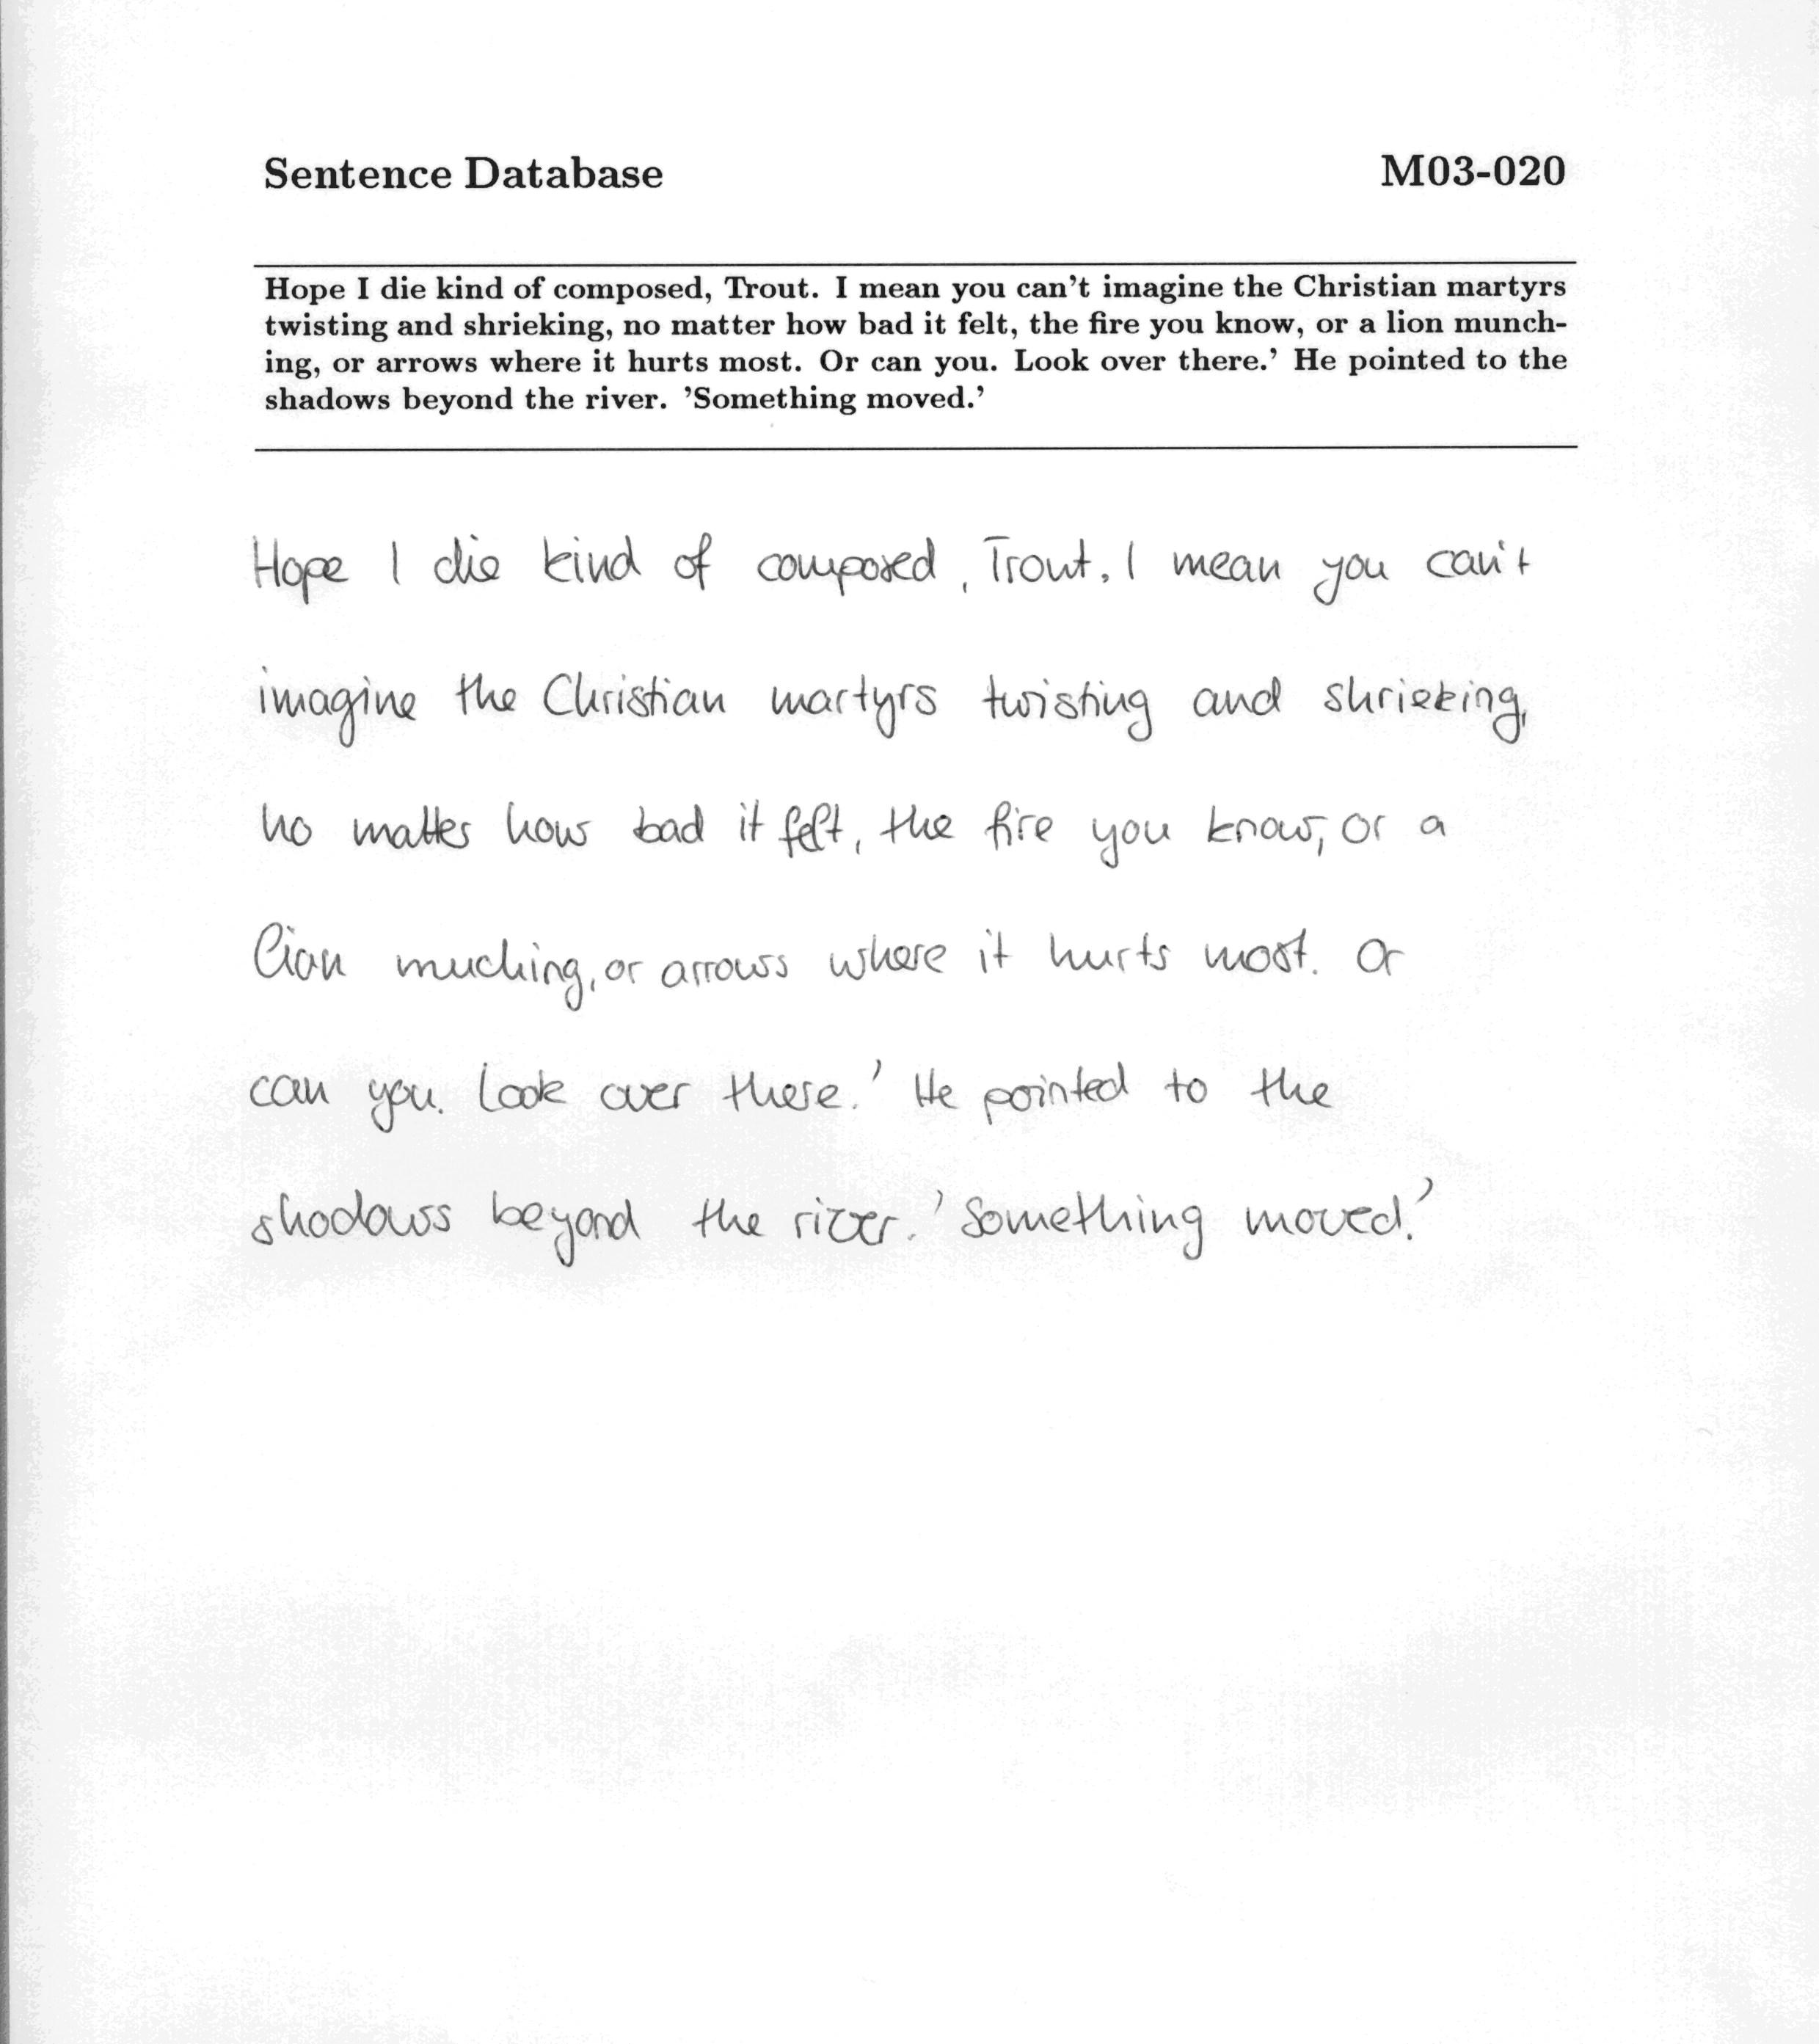 Sentence Database M03-020
Hope I die kind of composed, Trout. I mean you can't imagine the Christian martyrs
twisting and shrieking, no matter how bad it felt, the fire you know, or a lion munch-
ing, or arrows where it hurts most. Or can you. Look over there.' He pointed to the
shadows beyond the river. 'Something moved.'
Hope I die kind of composed, Trout. I mean you can't
imagine the Christian martyrs twisting and shrieking,
no matter how bad it felt, the fire you know, or a
lion muching, or arrows where it hurts most. Or
can you. Look over there.' He pointed to the
shadows beyond the river. 'Something moved.'